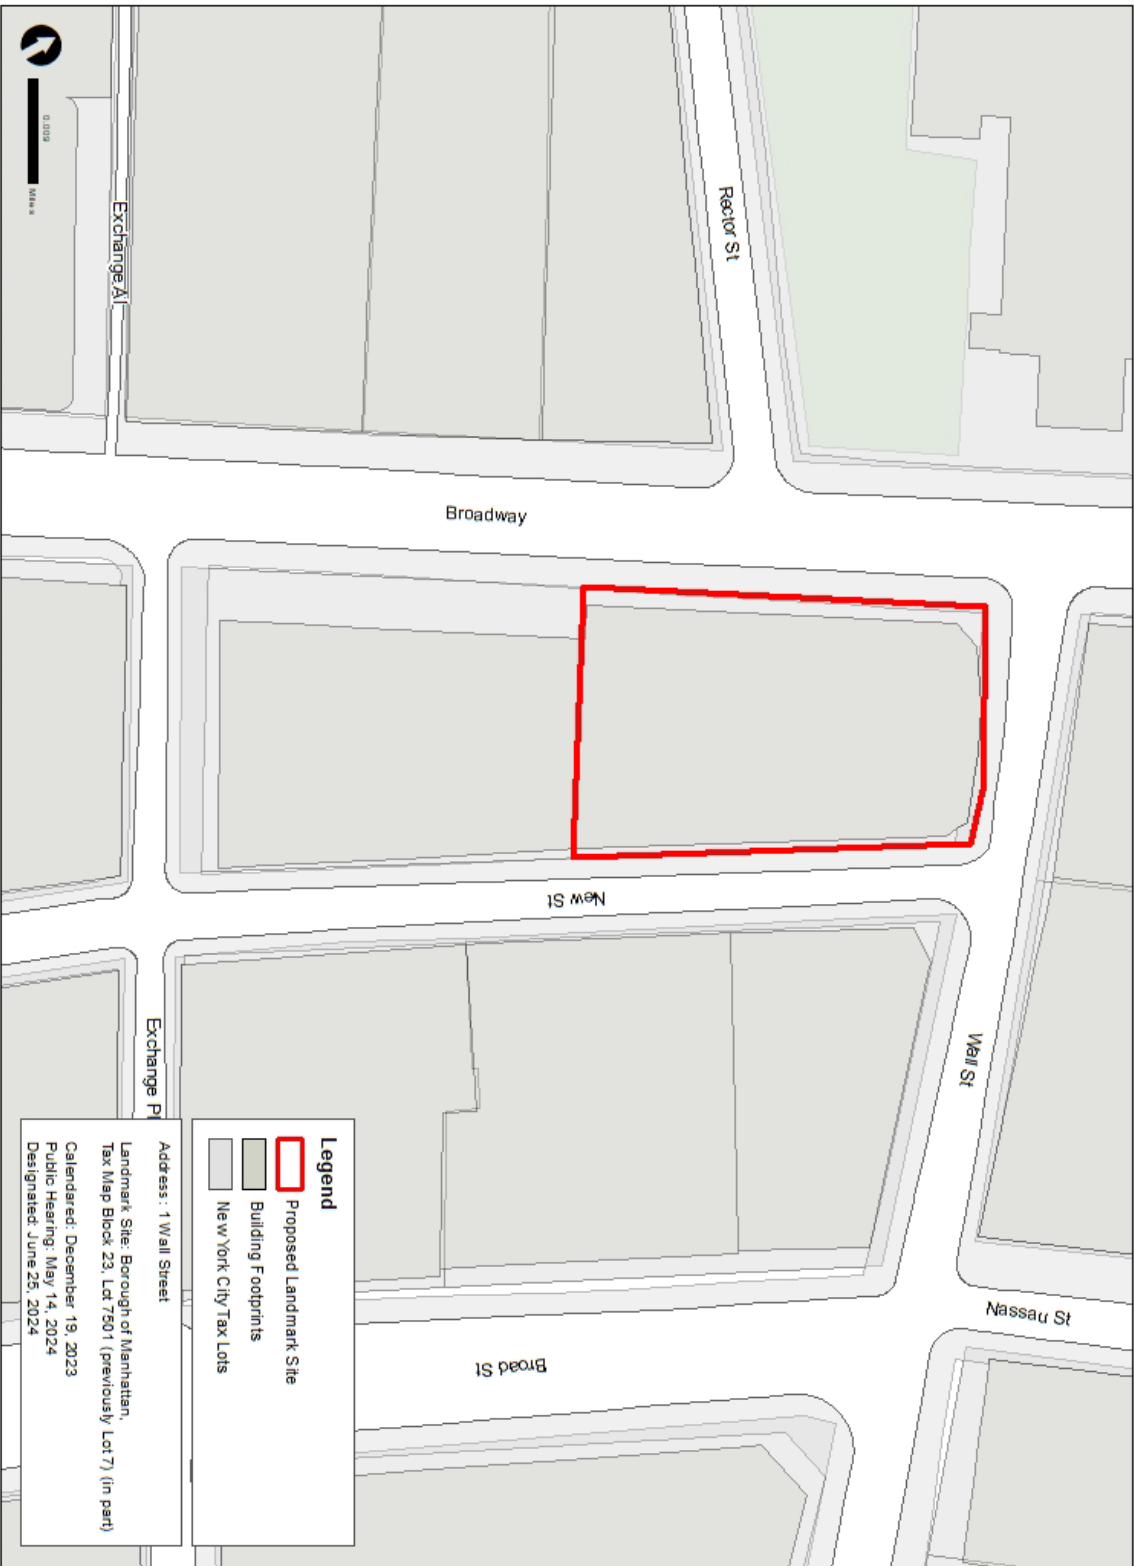 Rector St
Exchange Al
0.009
Miles
Broadway
New St
Wall St
Exchange Pl
Nassau St
Broad St
Legend
Proposed Landmark Site
Building Footprints
New York City Tax Lots
Address: 1 Wall Street
Landmark Site: Borough of Manhattan,
Tax Map Block 23, Lot 7501 (previously Lot 7) (in part)
Calendared: December 19, 2023
Public Hearing: May 14, 2024
Designated: June 25, 2024